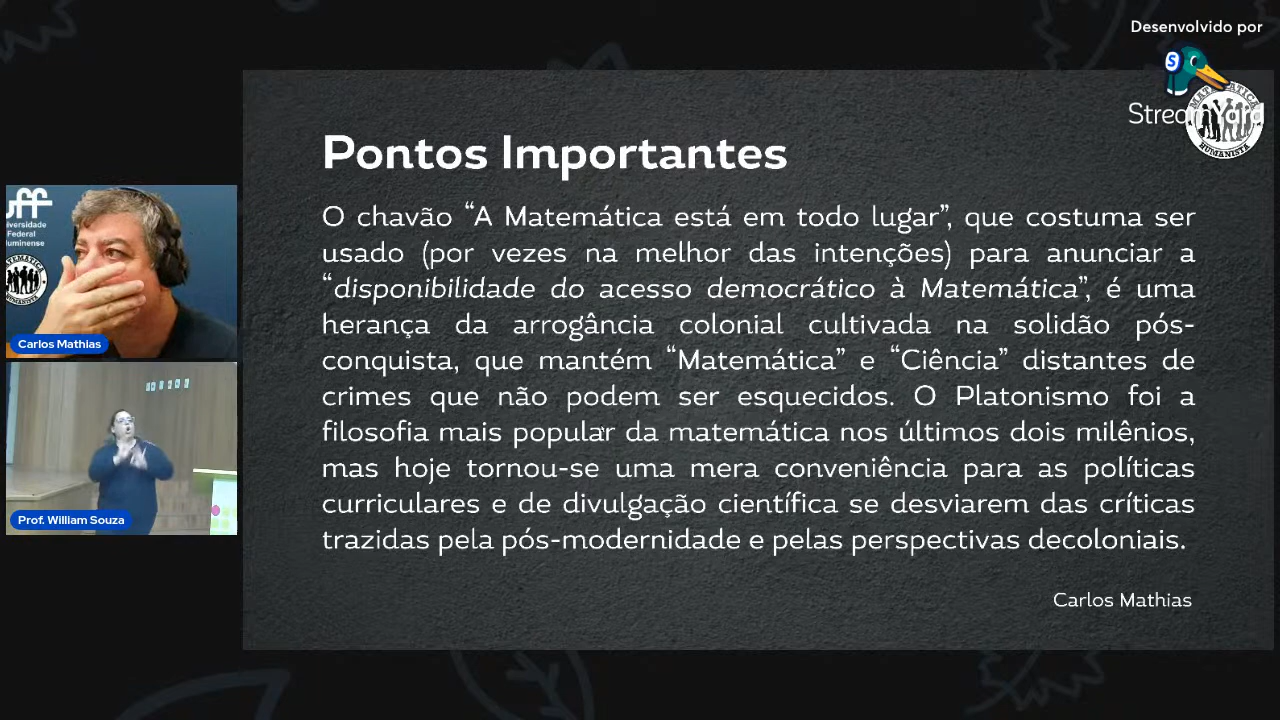 Desenvolvido por
StreamYard
MATEMÁTICA HUMANISTA
Pontos Importantes
O chavão “A Matemática está em todo lugar”, que costuma ser
usado (por vezes na melhor das intenções) para anunciar a
“disponibilidade do acesso democrático à Matemática”, é uma
herança da arrogância colonial cultivada na solidão pós-
conquista, que mantém “Matemática” e “Ciência” distantes de
crimes que não podem ser esquecidos. O Platonismo foi a
filosofia mais popular da matemática nos últimos dois milênios,
mas hoje tornou-se uma mera conveniência para as políticas
curriculares e de divulgação científica se desviarem das críticas
trazidas pela pós-modernidade e pelas perspectivas decoloniais.
Carlos Mathias
uff
Federal
Carlos Mathias
Prof. William Souza